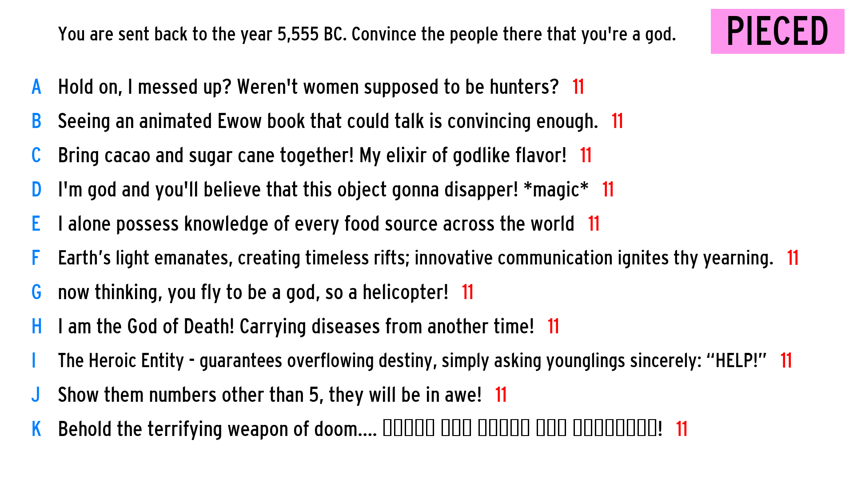 You are sent back to the year 5,555 BC. Convince the people there that you're a god.
PIECED
A Hold on, I messed up? Weren't women supposed to be hunters? 11
B Seeing an animated Ewow book that could talk is convincing enough. 11
C Bring cacao and sugar cane together! My elixir of godlike flavor! 11
D I'm god and you'll believe that this object gonna disapper! *magic* 11
E I alone possess knowledge of every food source across the world 11
F Earth’s light emanates, creating timeless rifts; innovative communication ignites thy yearning. 11
G now thinking, you fly to be a god, so a helicopter! 11
H I am the God of Death! Carrying diseases from another time! 11
I The Heroic Entity - guarantees overflowing destiny, simply asking younglings sincerely: “HELP!” 11
J Show them numbers other than 5, they will be in awe! 11
K Behold the terrifying weapon of doom.... ! 11